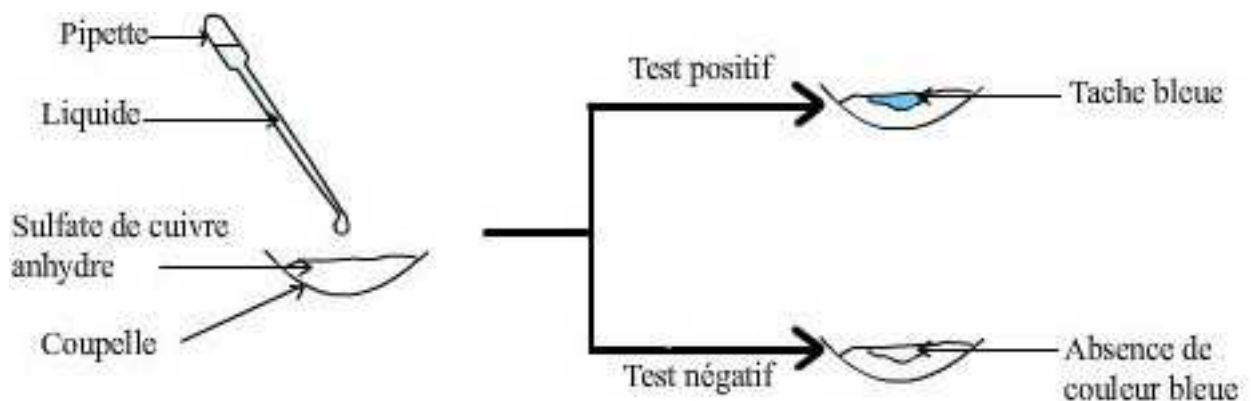 Pipette
Liquide
Sulfate de cuivre
anhydre
Coupelle
Test positif
Tache bleue
Test négatif
Absence de
couleur bleue